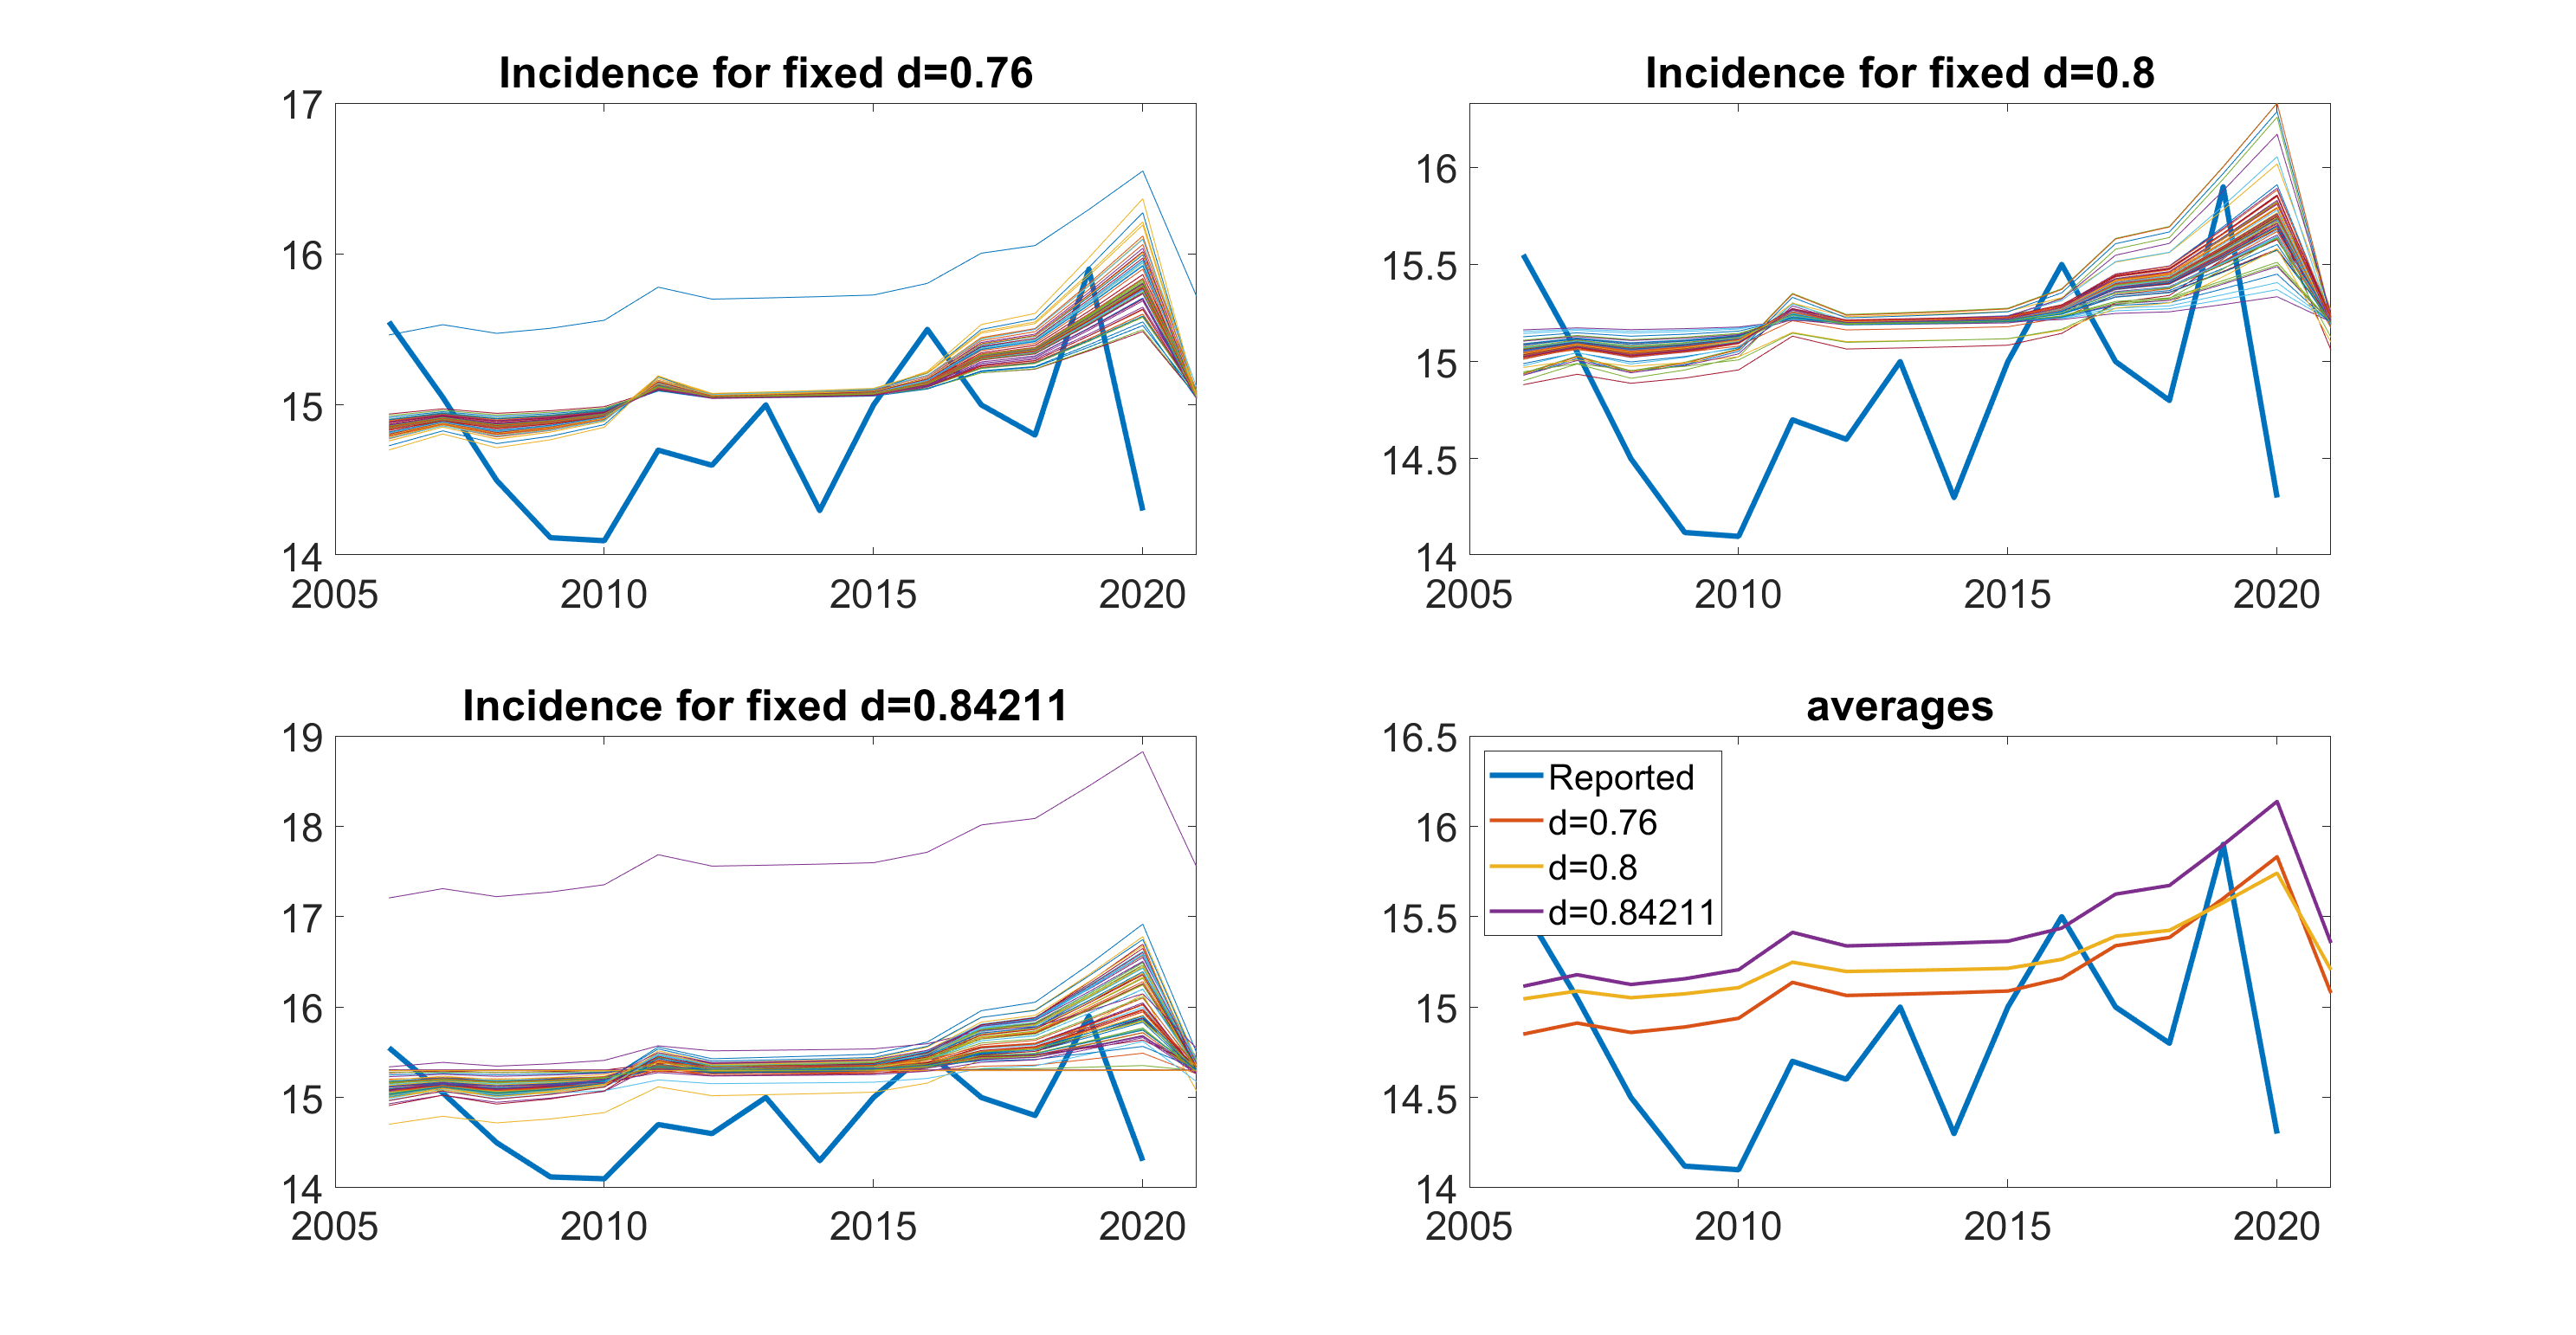 Incidence for fixed d=0.76
17
16
15
14
2005 2010 2015 2020
Incidence for fixed d=0.8
16
15.5
15
14.5
14
2005 2010 2015 2020
Incidence for fixed d=0.84211
19
18
17
16
15
14
2005 2010 2015 2020
averages
16.5
16
15.5
15
14.5
14
Reported
d=0.76
d=0.8
d=0.84211
2005 2010 2015 2020